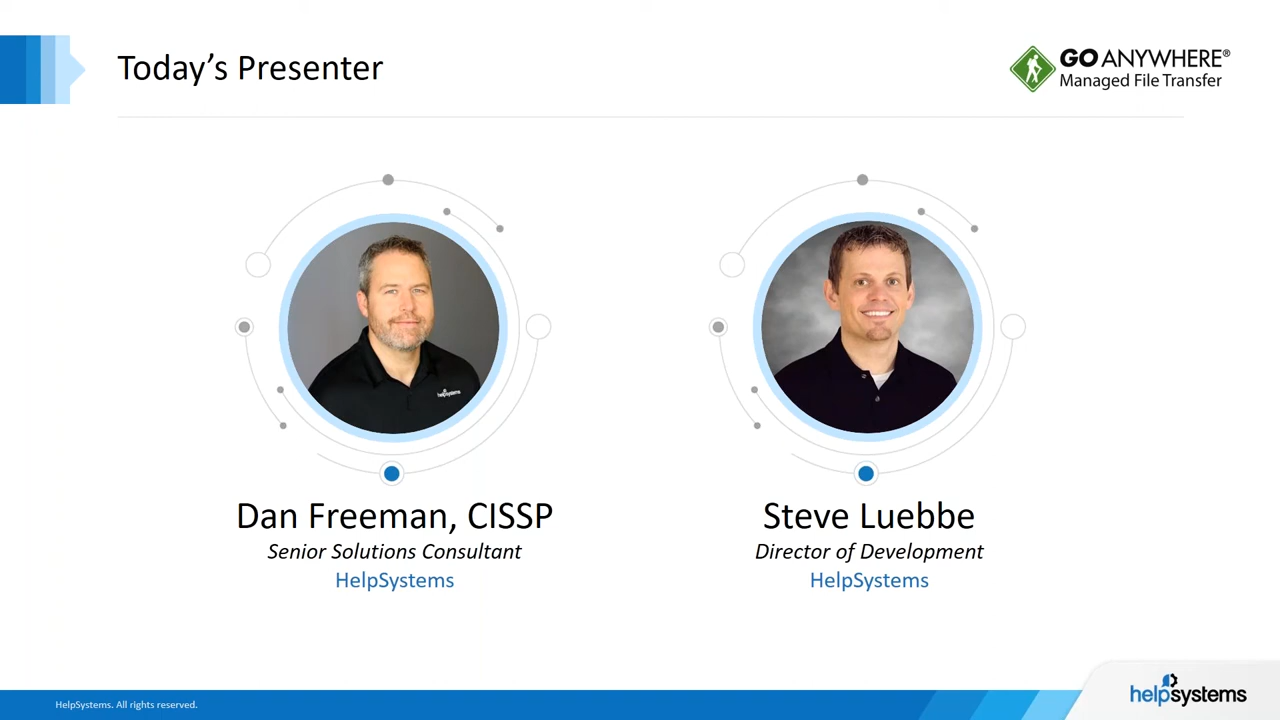 Today's Presenter
GO ANYWHERE®
Managed File Transfer
helpsystems
Dan Freeman, CISSP
Senior Solutions Consultant
HelpSystems
Steve Luebbe
Director of Development
HelpSystems
HelpSystems. All rights reserved.
helpsystems